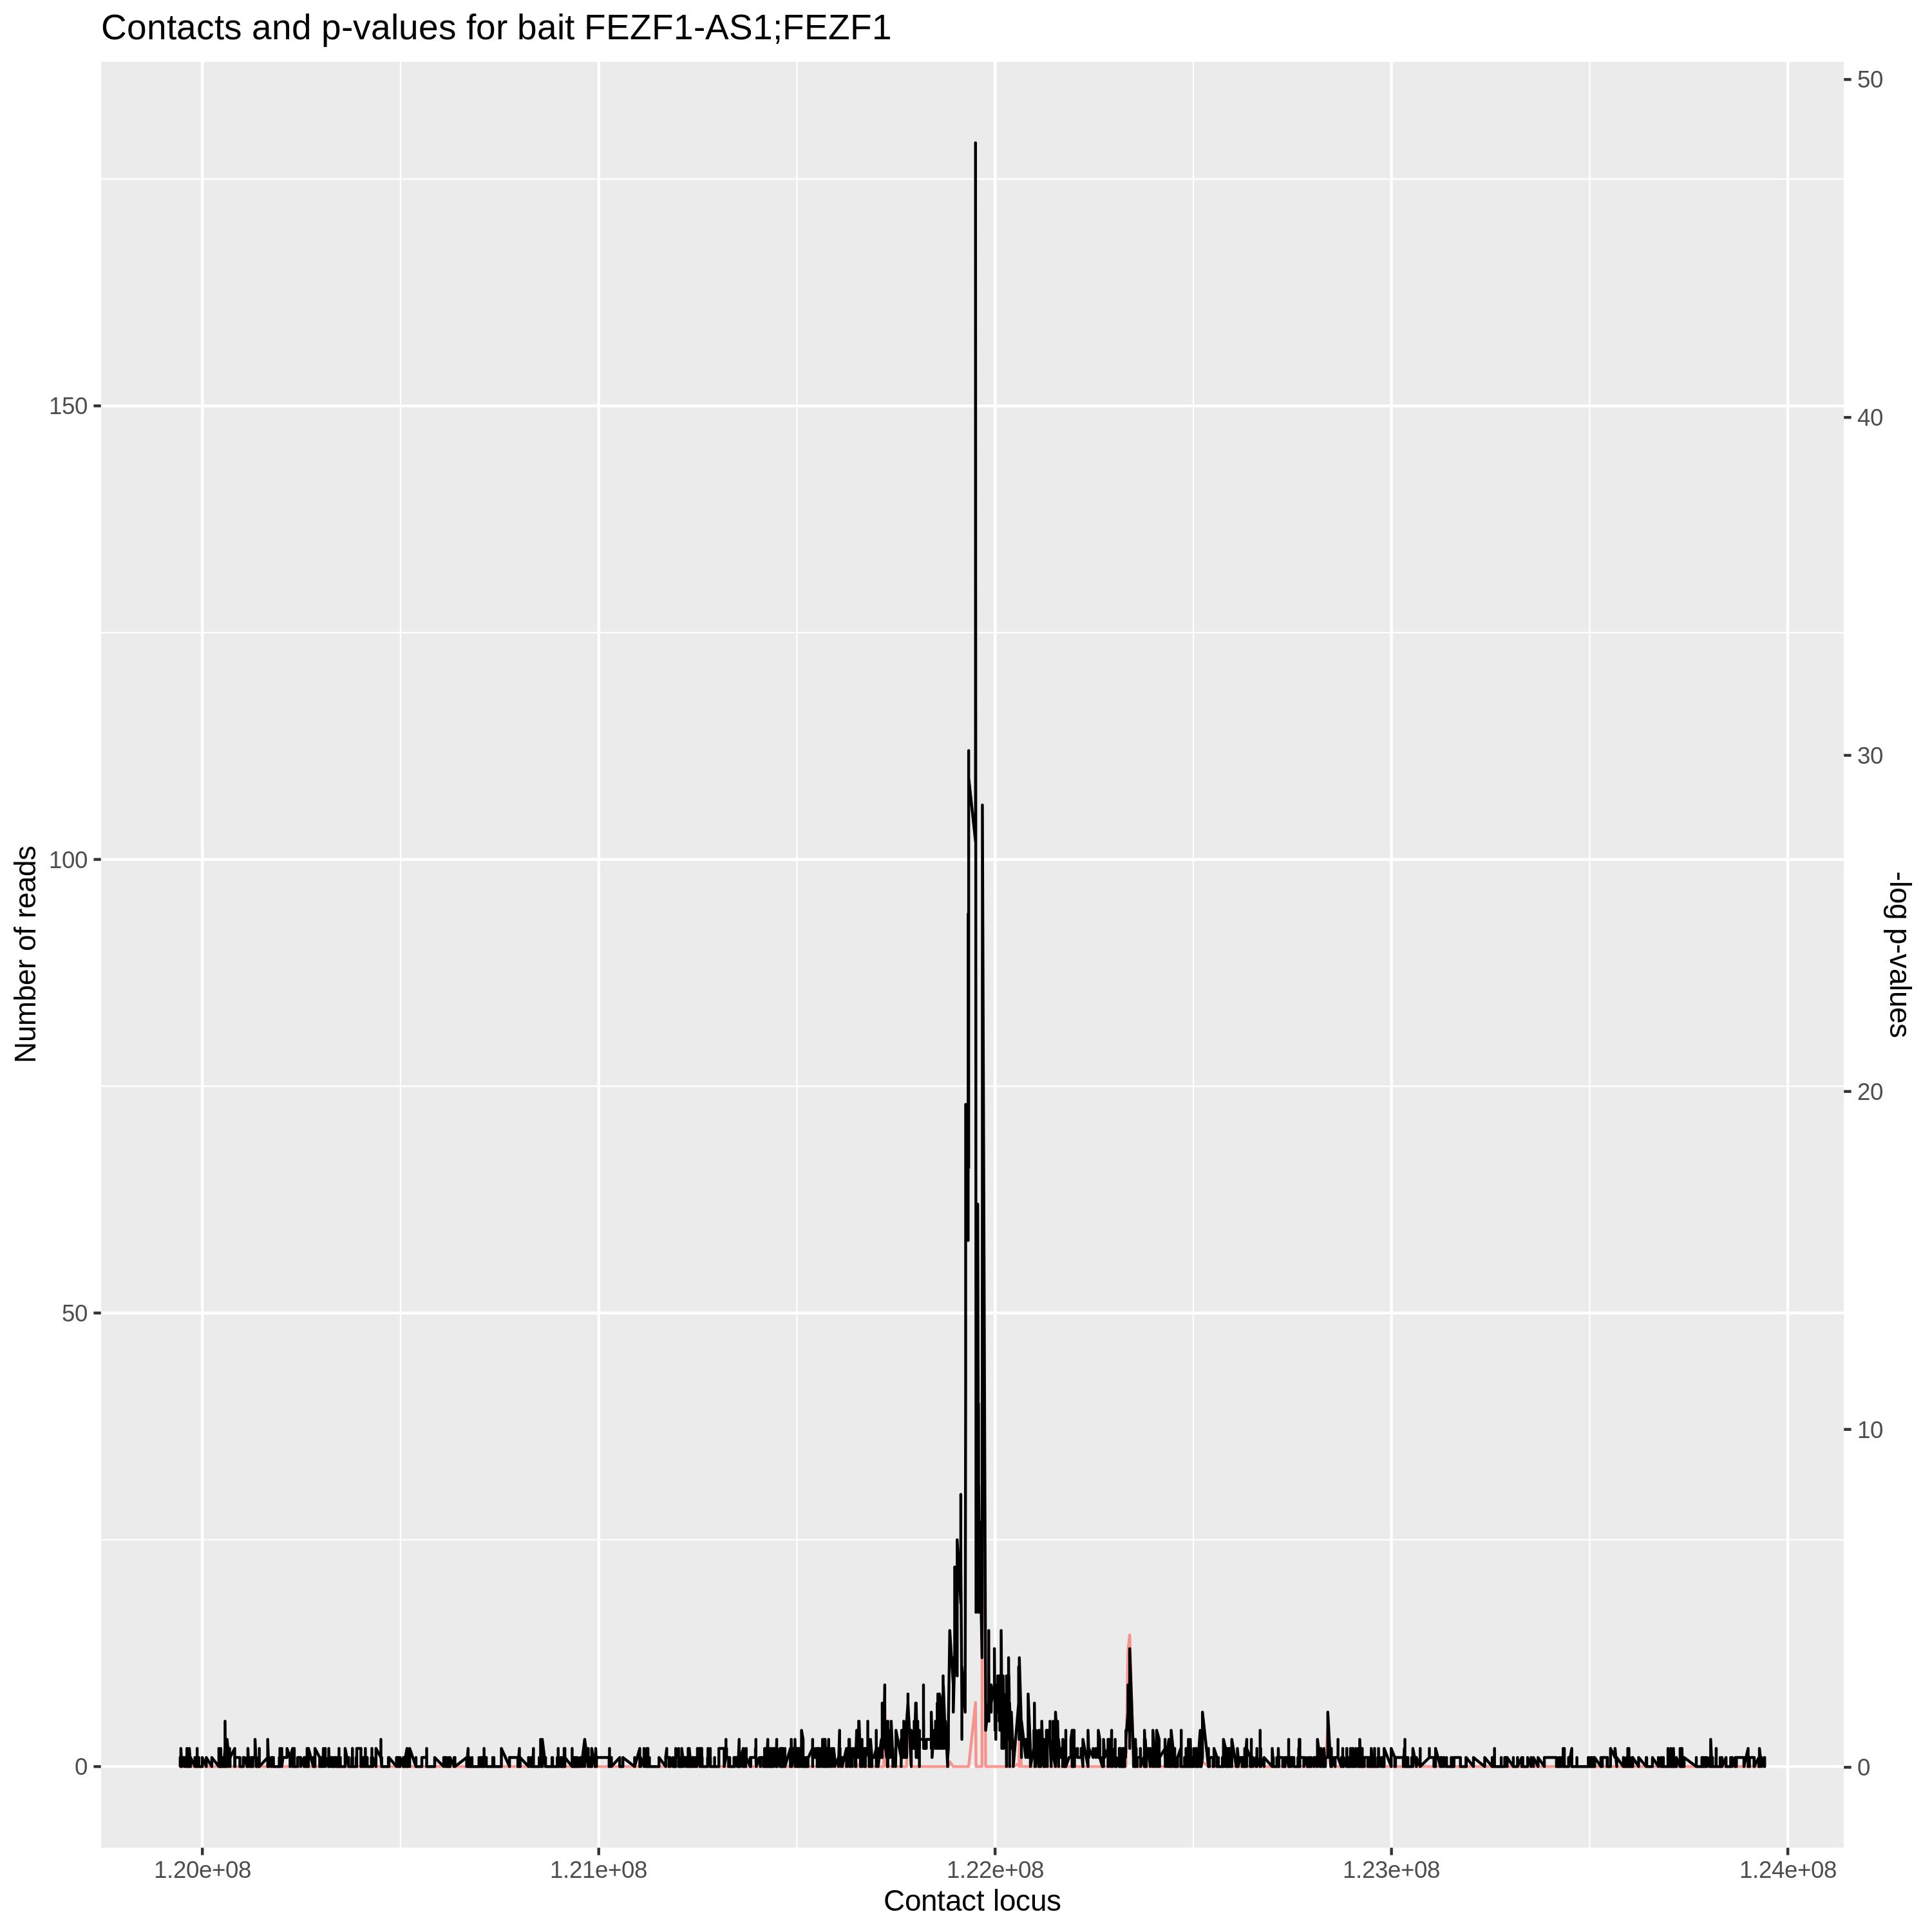 Contacts and p-values for bait FEZF1-AS1;FEZF1
50
150
40
30
100
Number of reads
-log p-values
20
50
10
0
0
1.20e+08
1.21e+08
1.22e+08
1.23e+08
1.24e+08
Contact locus